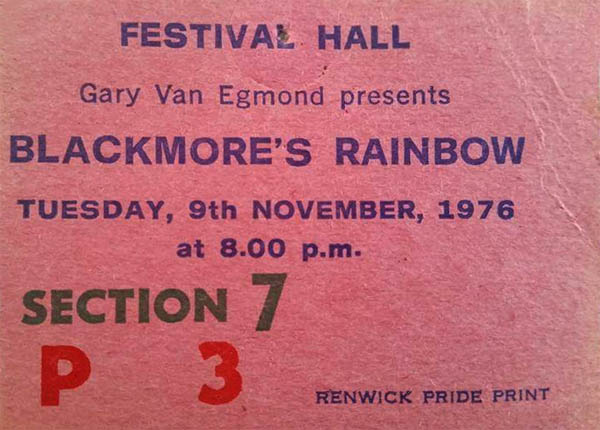 FESTIVAL HALL
Gary Van Egmond presents
BLACKMORE'S RAINBOW
TUESDAY, 9th NOVEMBER, 1976
at 8.00 p.m.
SECTION 7
P 3
RENWICK PRIDE PRINT